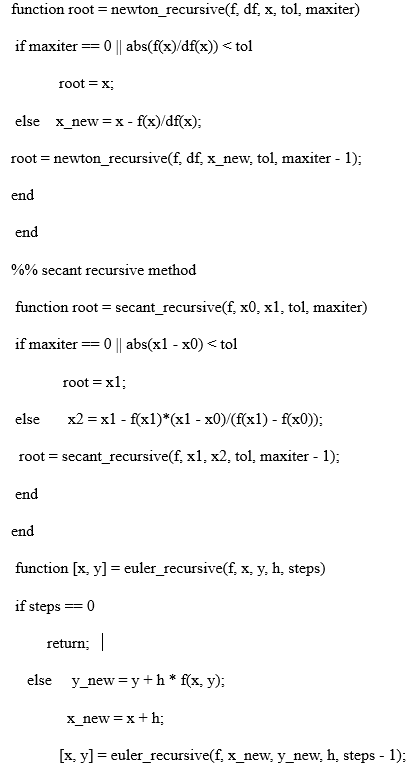 function root = newton_recursive(f, df, x, tol, maxiter)
if maxiter == 0 || abs(f(x)/df(x)) < tol
root = x;
else x_new = x - f(x)/df(x);
root = newton_recursive(f, df, x_new, tol, maxiter - 1);
end
end
%% secant recursive method
function root = secant_recursive(f, x0, x1, tol, maxiter)
if maxiter == 0 || abs(x1 - x0) < tol
root = x1;
else x2 = x1 - f(x1)*(x1 - x0)/(f(x1) - f(x0));
root = secant_recursive(f, x1, x2, tol, maxiter - 1);
end
end
function [x, y] = euler_recursive(f, x, y, h, steps)
if steps == 0
return;
else y_new = y + h * f(x, y);
x_new = x + h;
[x, y] = euler_recursive(f, x_new, y_new, h, steps - 1);